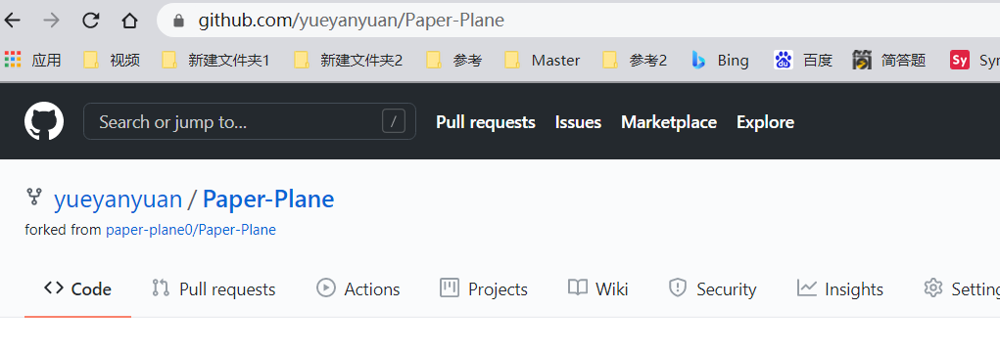 github.com/yueyanyuan/Paper-Plane
应用 视频 新建文件夹1 新建文件夹2 参考 Master 参考2 Bing 百度 简答题 Sy Syn
Search or jump to... / Pull requests Issues Marketplace Explore
yueyanyuan / Paper-Plane
forked from paper-plane0/Paper-Plane
Code Pull requests Actions Projects Wiki Security Insights Setting